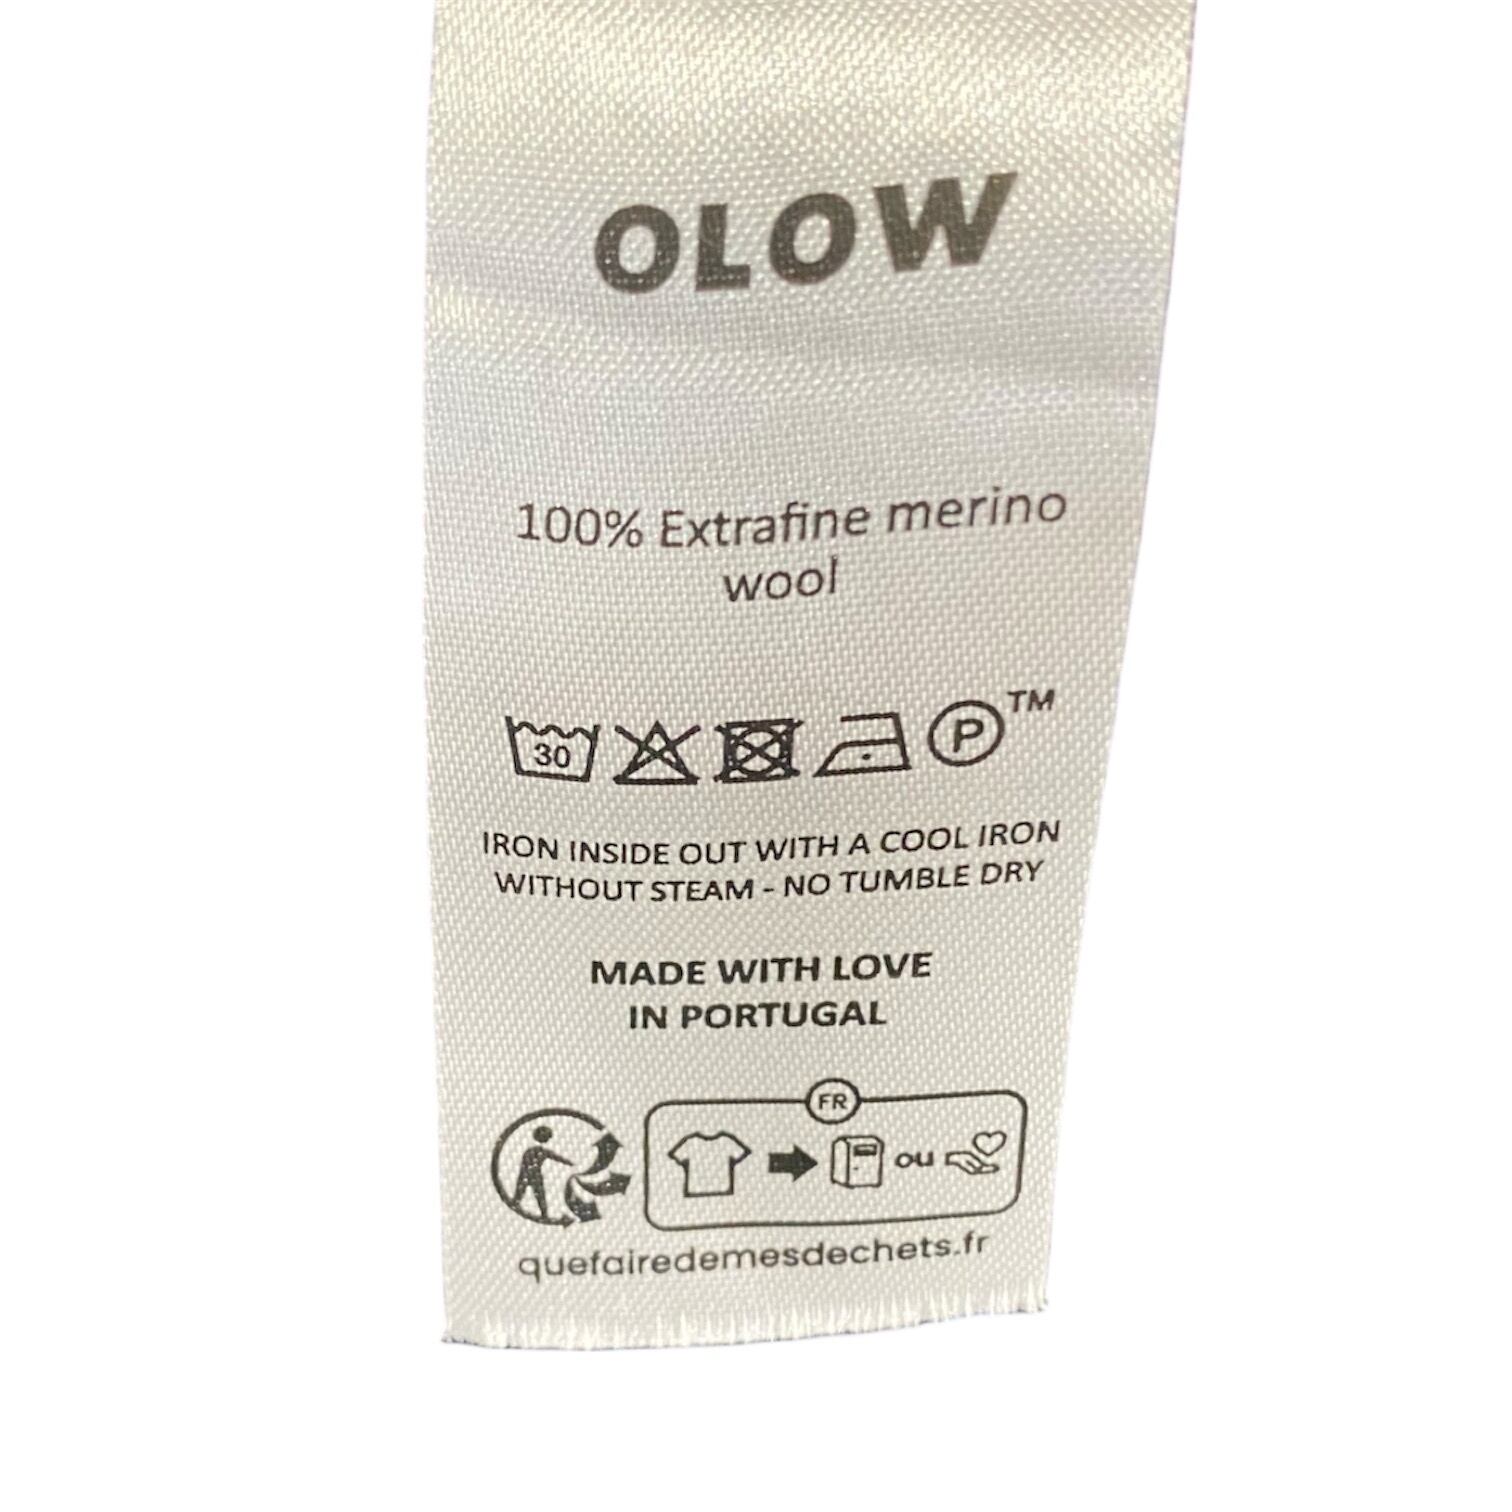 OLOW
100% Extrafine merino
wool
30
P™
IRON INSIDE OUT WITH A COOL IRON
WITHOUT STEAM - NO TUMBLE DRY
MADE WITH LOVE
IN PORTUGAL
FR
ou
quefairedemesdechets.fr